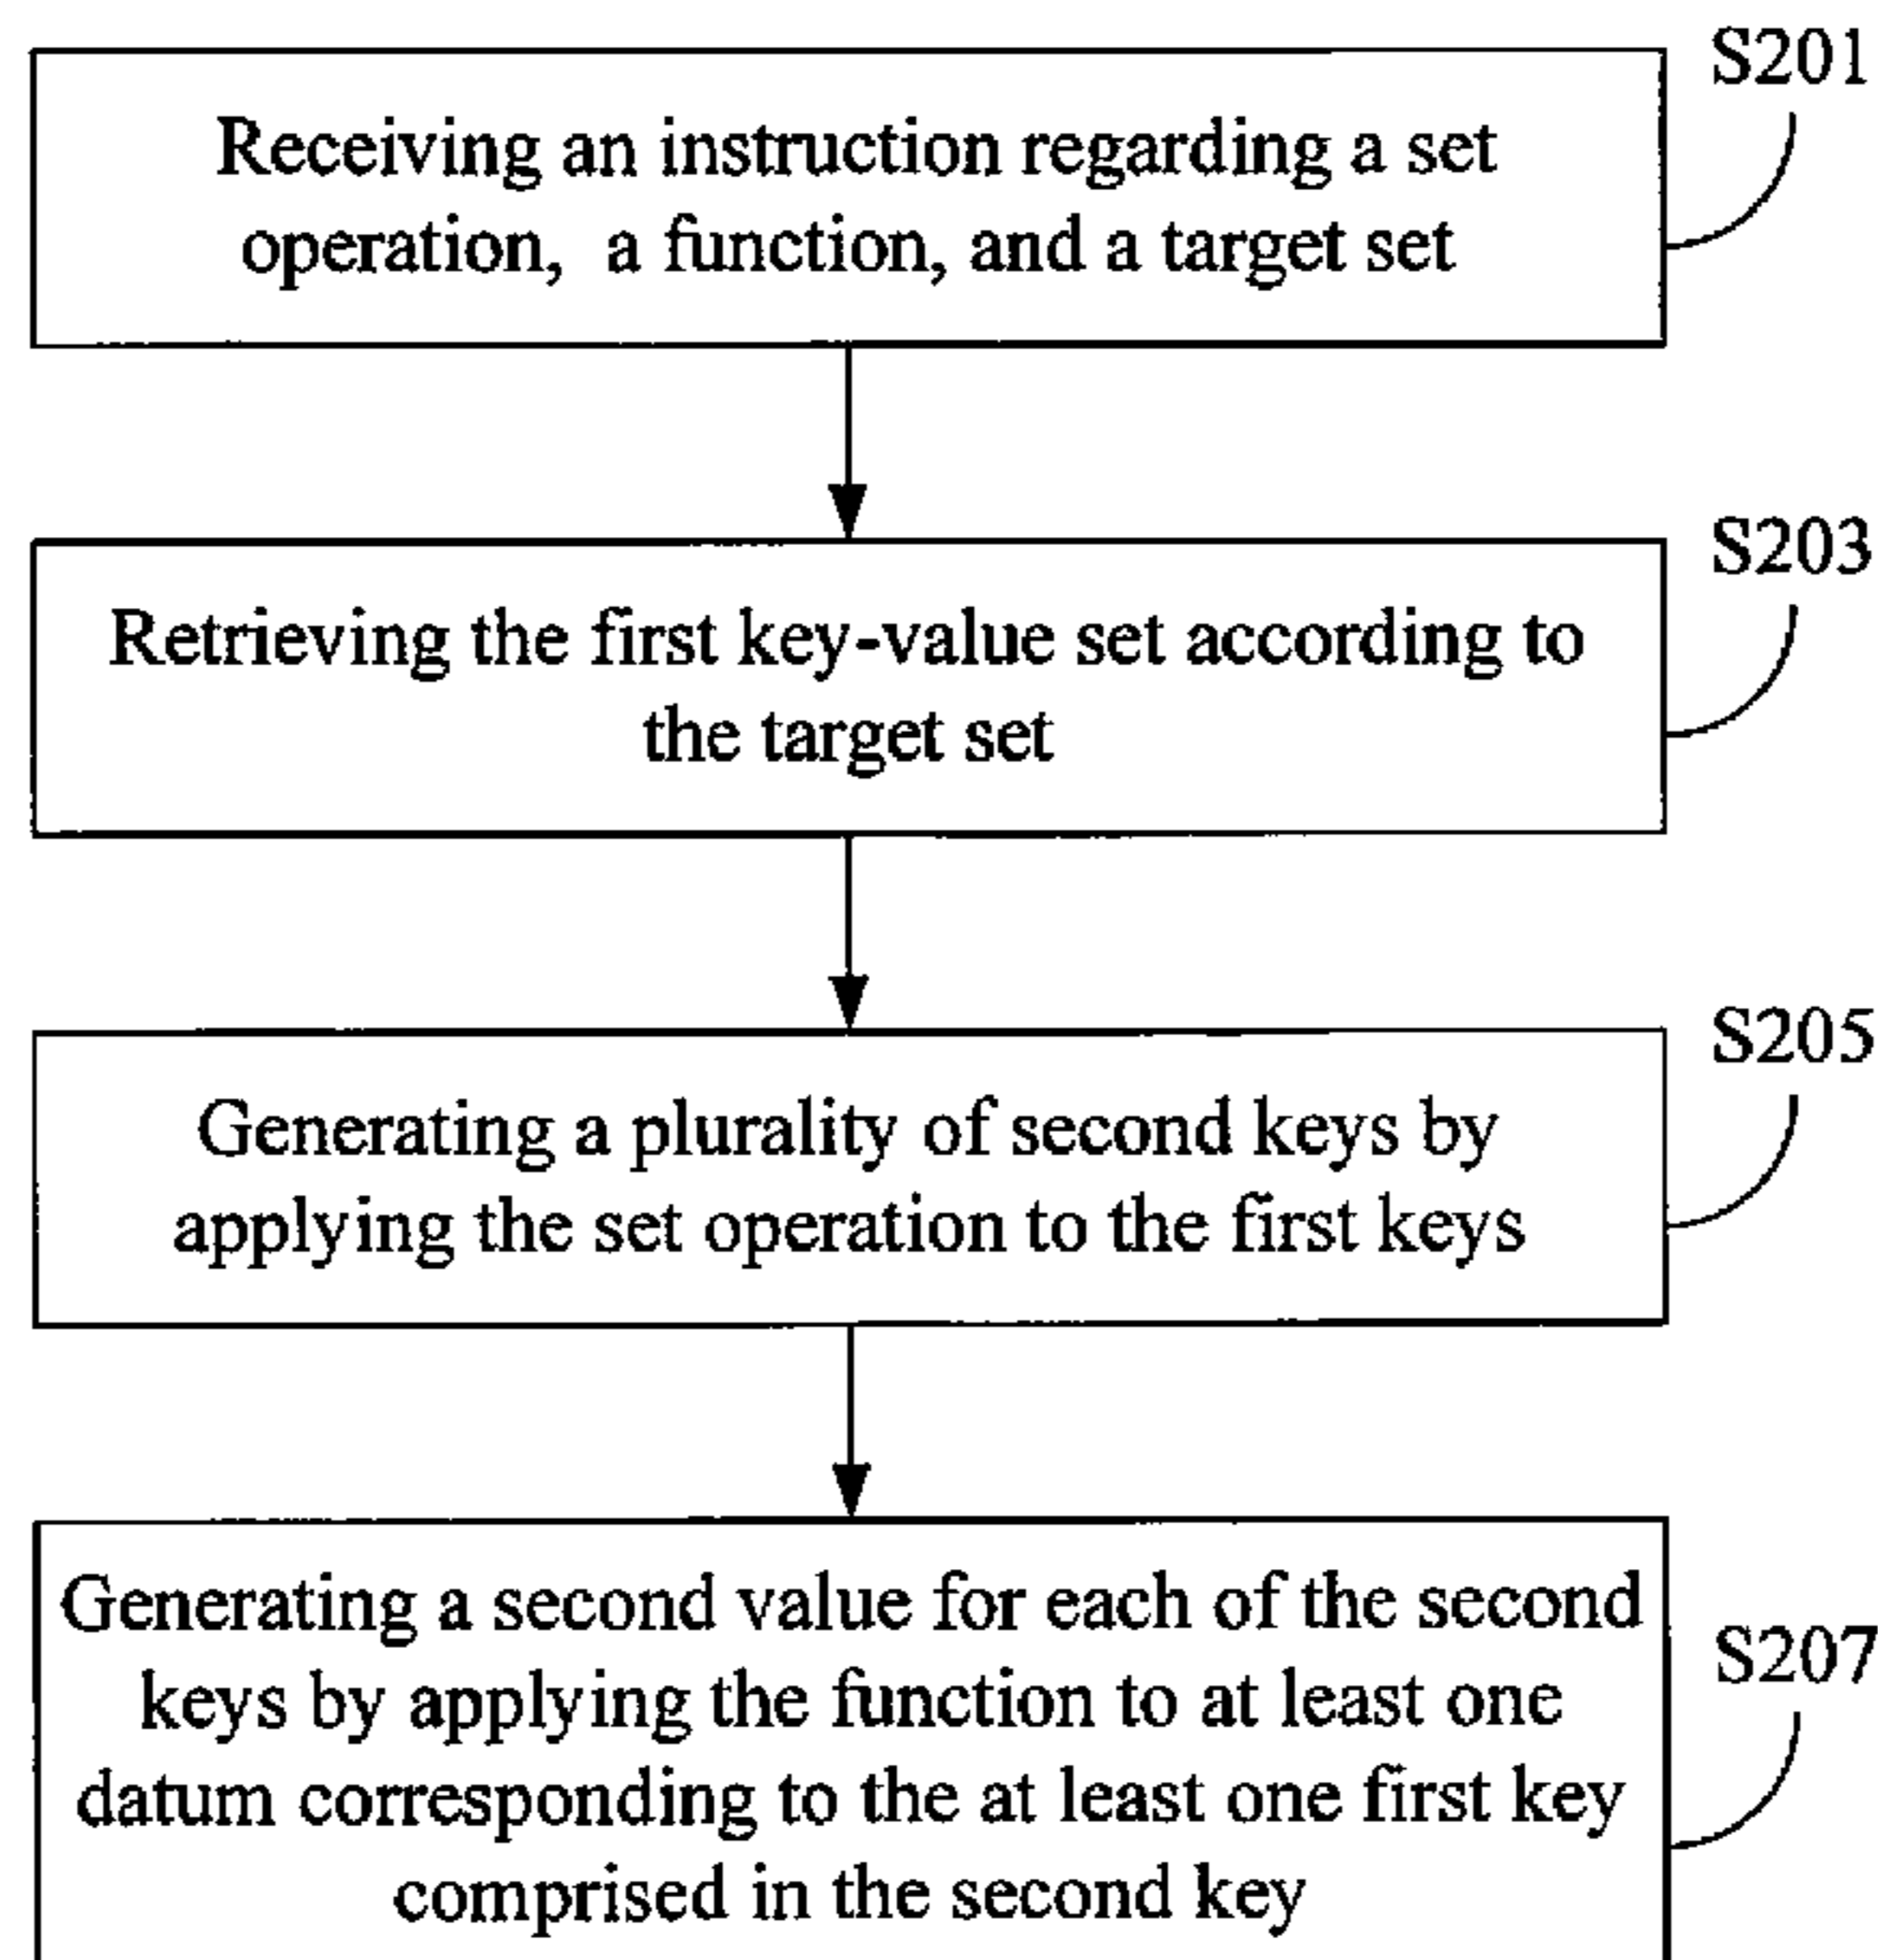 S201
Receiving an instruction regarding a set
operation, a function, and a target set
S203
Retrieving the first key-value set according to
the target set
S205
Generating a plurality of second keys by
applying the set operation to the first keys
Generating a second value for each of the second
S207
keys by applying the function to at least one
datum corresponding to the at least one first key
comprised in the second key